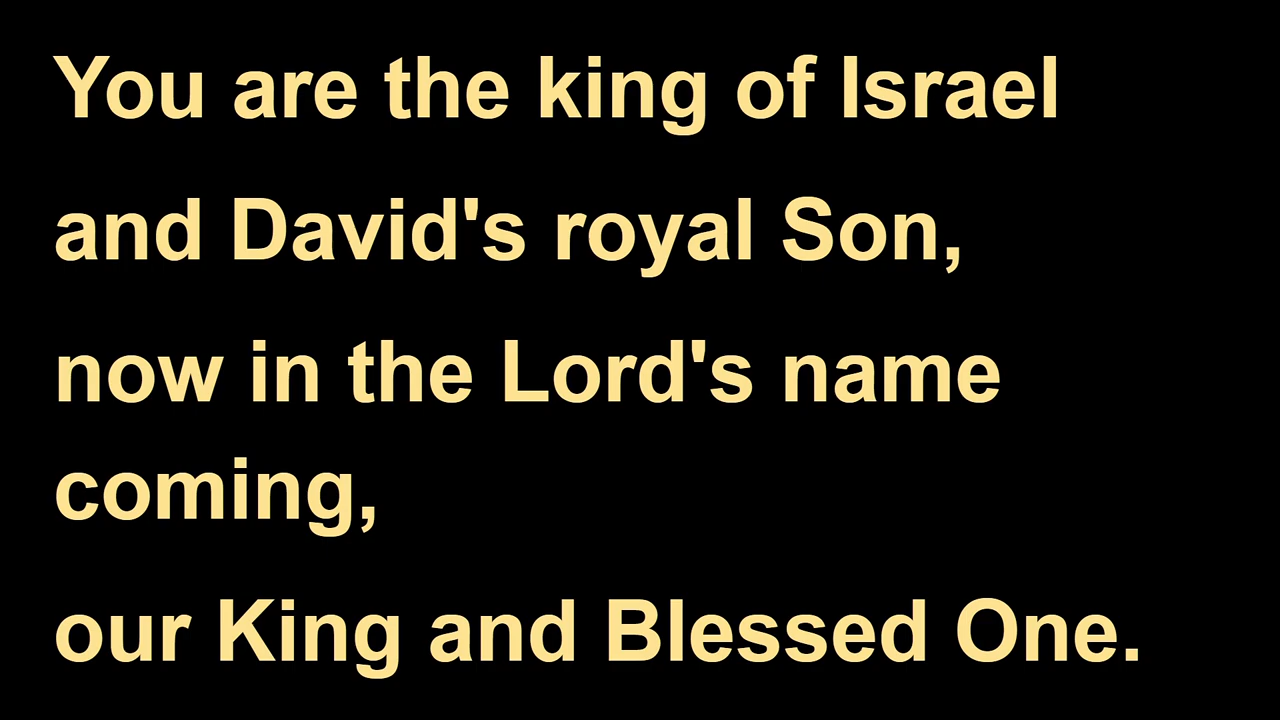 You are the king of Israel
and David's royal Son,
now in the Lord's name
coming,
our King and Blessed One.